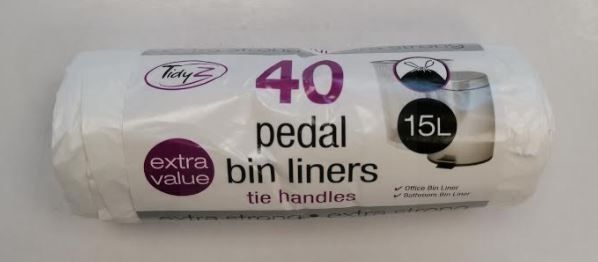 TidyZ
40
pedal
bin liners
tie handles
extra
value
15L
✓ Office Bin Liner
✓ Bathroom Bin Liner
extra strong • extra strong